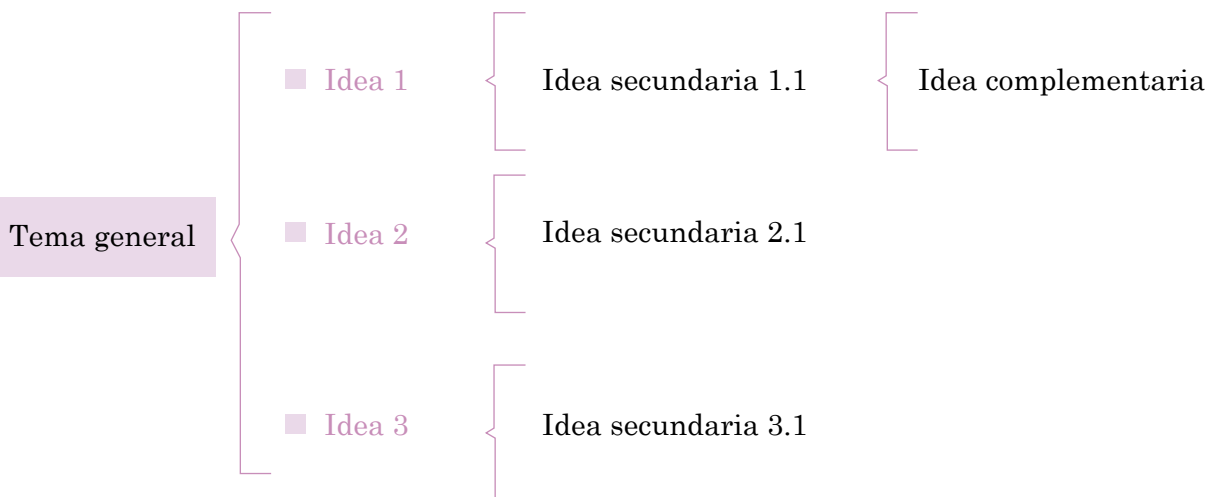 Idea 1
Idea secundaria 1.1
Idea complementaria
Tema general
Idea 2
Idea secundaria 2.1
Idea 3
Idea secundaria 3.1